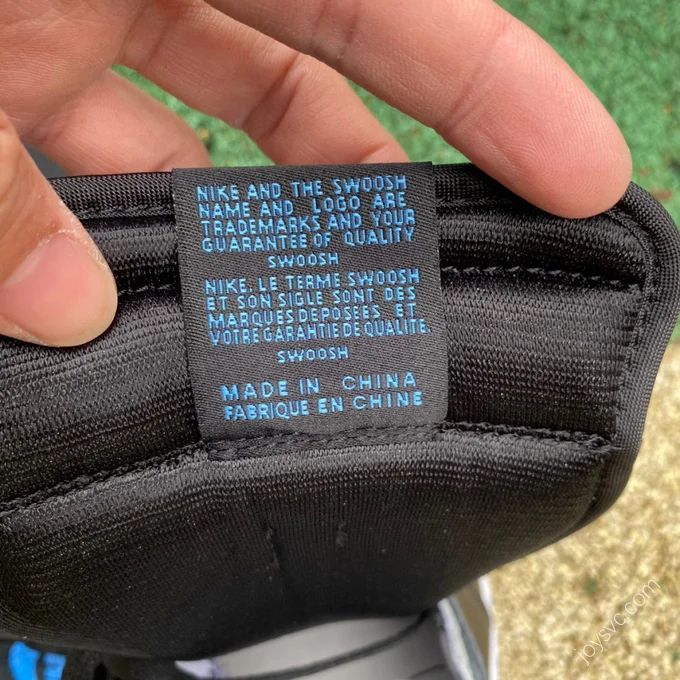 NIKE AND THE SWOOSH
NAME AND LOGO ARE
TRADEMARKS AND YOUR
GUARANTEE OF QUALITY
SWOOSH
NIKE, LE TERME SWOOSH
ET SON SIGLE SONT DES
MARQUES DEPOSEES ET
VOTRE GARAHTIE DE QUALITE.
SWOOSH
MADE IN CHINA
FABRIQUE EN CHINE
joysvc.com